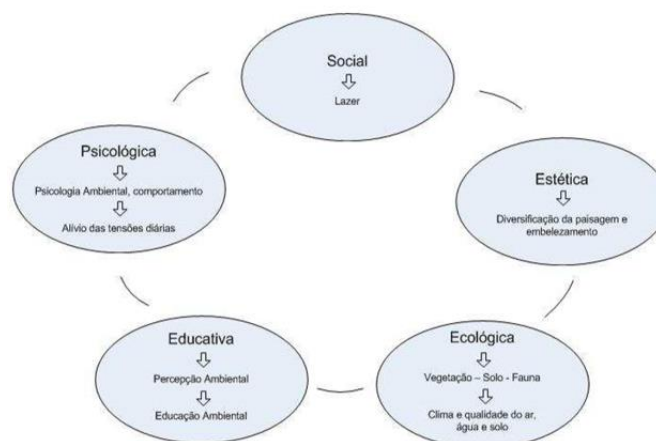 Social
Lazer
Psicológica
Psicologia Ambiental, comportamento
Alívio das tensões diárias
Estética
Diversificação da paisagem e
embelezamento
Educativa
Percepção Ambiental
Educação Ambiental
Ecológica
Vegetação – Solo - Fauna
Clima e qualidade do ar,
água e solo